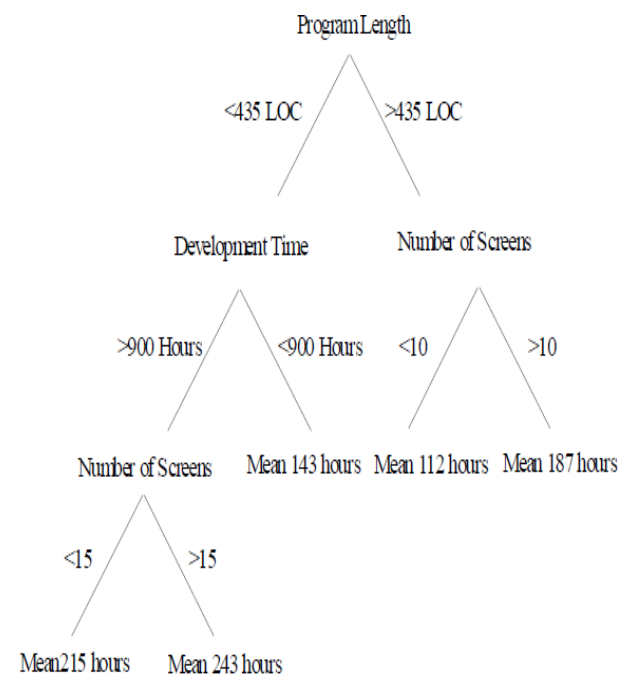 Program Length
<435 LOC
>435 LOC
Development Time
Number of Screens
>900 Hours
<900 Hours
<10
>10
Number of Screens
Mean 143 hours
Mean 112 hours
Mean 187 hours
<15
>15
Mean215 hours
Mean 243 hours